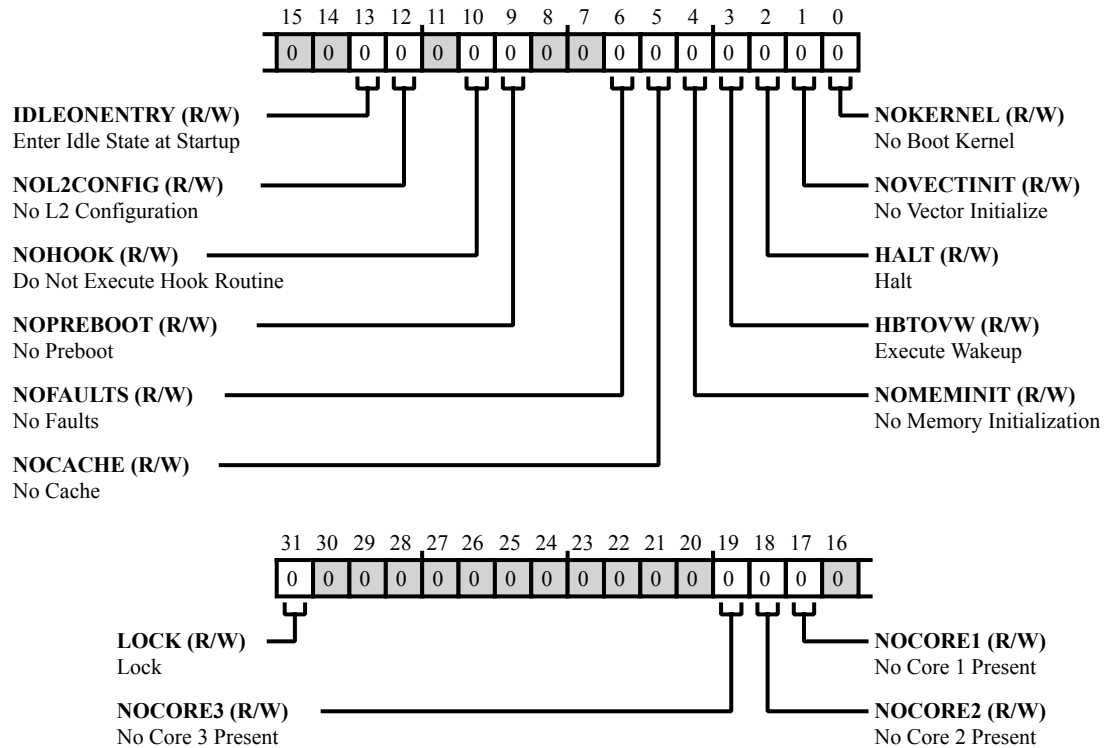 15 14 13 12 11 10 9 8 7 6 5 4 3 2 1 0
0 0 0 0 0 0 0 0 0 0 0 0 0 0 0 0
IDLEONENTRY (R/W)
Enter Idle State at Startup
NOL2CONFIG (R/W)
No L2 Configuration
NOHOOK (R/W)
Do Not Execute Hook Routine
NOPREBOOT (R/W)
No Preboot
NOFAULTS (R/W)
No Faults
NOCACHE (R/W)
No Cache
NOKERNEL (R/W)
No Boot Kernel
NOVECTINIT (R/W)
No Vector Initialize
HALT (R/W)
Halt
HBTOVW (R/W)
Execute Wakeup
NOMEMINIT (R/W)
No Memory Initialization
31 30 29 28 27 26 25 24 23 22 21 20 19 18 17 16
0 0 0 0 0 0 0 0 0 0 0 0 0 0 0 0
LOCK (R/W)
Lock
NOCORE3 (R/W)
No Core 3 Present
NOCORE1 (R/W)
No Core 1 Present
NOCORE2 (R/W)
No Core 2 Present